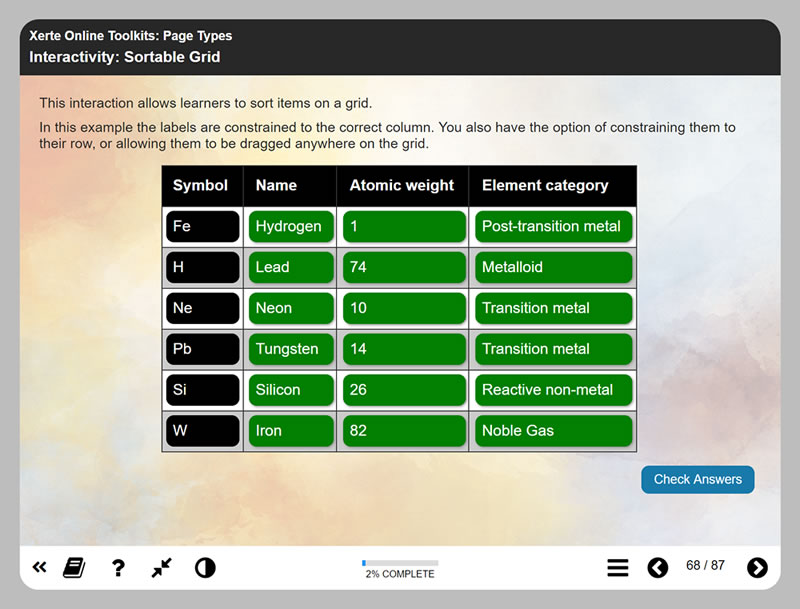 Xerte Online Toolkits: Page Types
Interactivity: Sortable Grid
This interaction allows learners to sort items on a grid.
In this example the labels are constrained to the correct column. You also have the option of constraining them to
their row, or allowing them to be dragged anywhere on the grid.
Symbol Name Atomic weight Element category
Fe Hydrogen 1 Post-transition metal
H Lead 74 Metalloid
Ne Neon 10 Transition metal
Pb Tungsten 14 Transition metal
Si Silicon 26 Reactive non-metal
W Iron 82 Noble Gas
Check Answers
2% COMPLETE
68 / 87